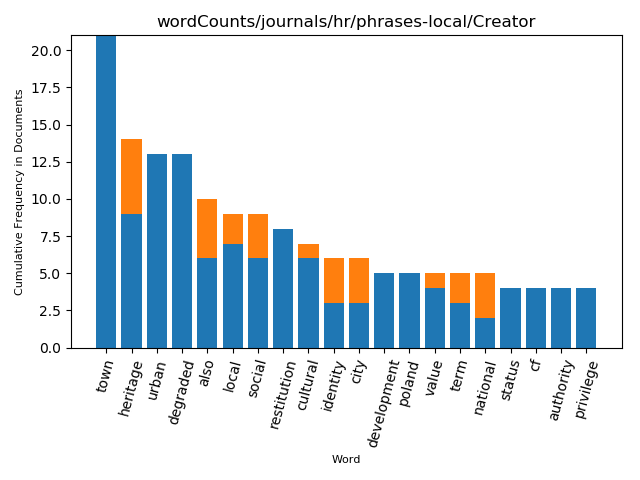 wordCounts/journals/hr/phrases-local/Creator
Cumulative Frequency in Documents
20.0
17.5
15.0
12.5
10.0
7.5
5.0
2.5
0.0
town
heritage
urban
degraded
also
local
social
restitution
cultural
identity
city
development
poland
value
term
national
status
cf
authority
privilege
Word